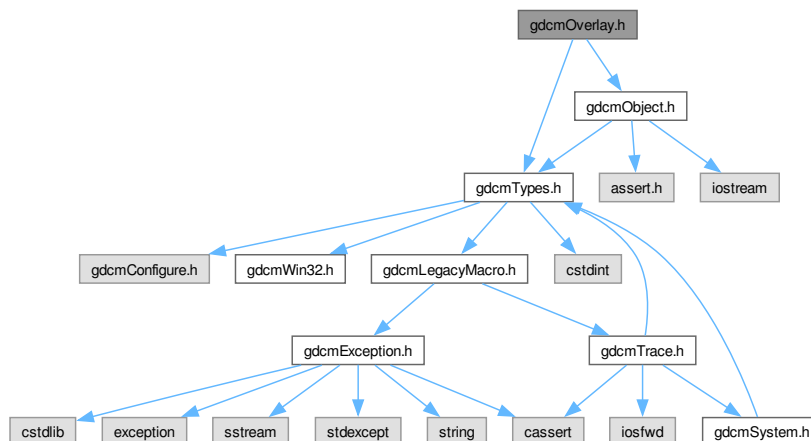 gdcmOverlay.h
gdcmObject.h
gdcmTypes.h
assert.h
iostream
gdcmConfigure.h
gdcmWin32.h
gdcmLegacyMacro.h
cstdint
gdcmException.h
gdcmTrace.h
cstdlib
exception
sstream
stdexcept
string
cassert
iosfwd
gdcmSystem.h